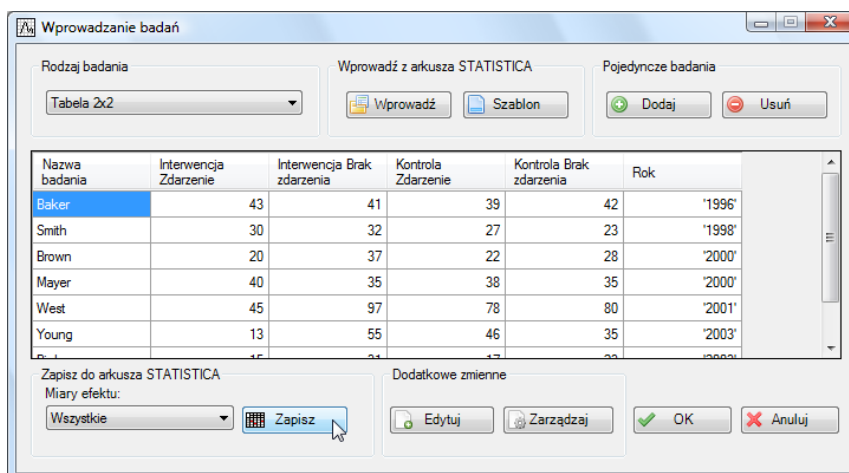 Wprowadzanie badań
Rodzaj badania Wprowadź z arkusza STATISTICA Pojedyncze badania
Tabela 2x2 Wprowadź Szablon Dodaj Usuń
Nazwa badania Interwencja Zdarzenie Interwencja Brak zdarzenia Kontrola Zdarzenie Kontrola Brak zdarzenia Rok
Baker 43 41 39 42 '1996'
Smith 30 32 27 23 '1998'
Brown 20 37 22 28 '2000'
Mayer 40 35 38 35 '2000'
West 45 97 78 80 '2001'
Young 13 55 46 35 '2003'
Zapisz do arkusza STATISTICA Dodatkowe zmienne
Miary efektu:
Wszystkie Zapisz Edytuj Zarządzaj OK Anuluj